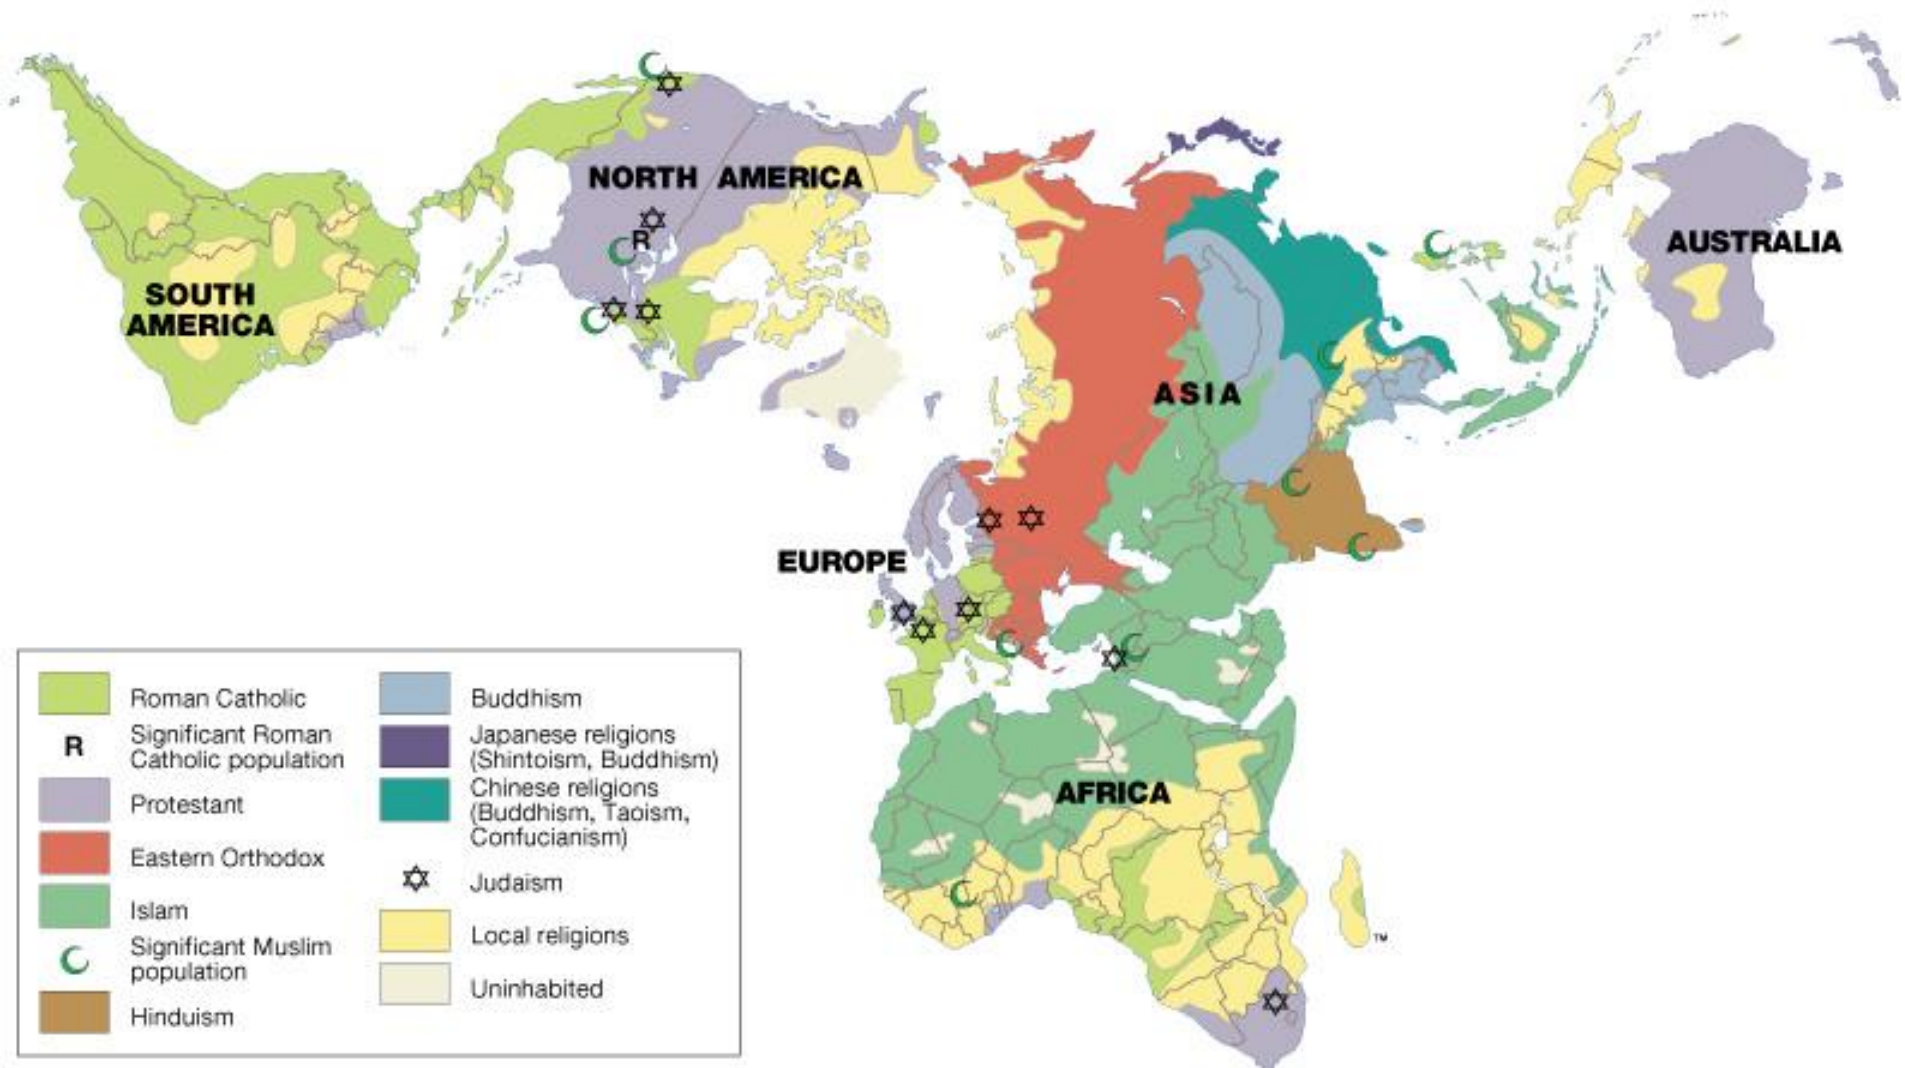 NORTH AMERICA
SOUTH
AMERICA
R
AUSTRALIA
ASIA
EUROPE
AFRICA
TM
Roman Catholic
R
Significant Roman
Catholic population
Protestant
Eastern Orthodox
Islam
Significant Muslim
population
Hinduism
Buddhism
Japanese religions
(Shintoism, Buddhism)
Chinese religions
(Buddhism, Taoism,
Confucianism)
Judaism
Local religions
Uninhabited